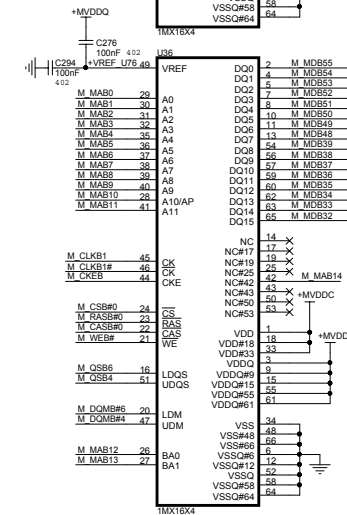 VSSQ#58 58
VSSQ#64 64
1MX16X4
+MVDDQ
C276
100nF 402
U36
C294
100nF
402
+VREF_U76 49 VREF
DQ0 2 M_MDB55
DQ1 4 M_MDB54
DQ2 5 M_MDB53
DQ3 7 M_MDB52
DQ4 8 M_MDB51
DQ5 10 M_MDB50
DQ6 11 M_MDB49
DQ7 13 M_MDB48
DQ8 54 M_MDB39
DQ9 56 M_MDB38
DQ10 57 M_MDB37
DQ11 59 M_MDB36
DQ12 60 M_MDB35
DQ13 62 M_MDB34
DQ14 63 M_MDB33
DQ15 65 M_MDB32
M_MAB0 29 A0
M_MAB1 30 A1
M_MAB2 31 A2
M_MAB3 32 A3
M_MAB4 35 A4
M_MAB5 36 A5
M_MAB6 37 A6
M_MAB7 38 A7
M_MAB8 39 A8
M_MAB9 40 A9
M_MAB10 28 A10/AP
M_MAB11 41 A11
NC 14
NC#17 17
NC#19 19
NC#25 25
NC#42 42 M_MAB14
NC#43 43
NC#50 50
NC#53 53
M_CLKB1 45 CK
M_CLKB1# 46 CK
M_CKEB 44 CKE
+MVDDC
M_CSB#0 24 CS
M_RASB#0 23 RAS
M_CASB#0 22 CAS
M_WEB# 21 WE
VDD 1
VDD#18 18
VDD#33 33
+MVDD
VDDQ 3
VDDQ#9 9
VDDQ#15 15
VDDQ#55 55
VDDQ#61 61
M_QSB6 16 LDQS
M_QSB4 51 UDQS
M_DQMB#6 20 LDM
M_DQMB#4 47 UDM
VSS 34
VSS#48 48
VSS#66 66
VSSQ#6 6
VSSQ#12 12
VSSQ 52
VSSQ#58 58
VSSQ#64 64
M_MAB12 26 BA0
M_MAB13 27 BA1
1MX16X4